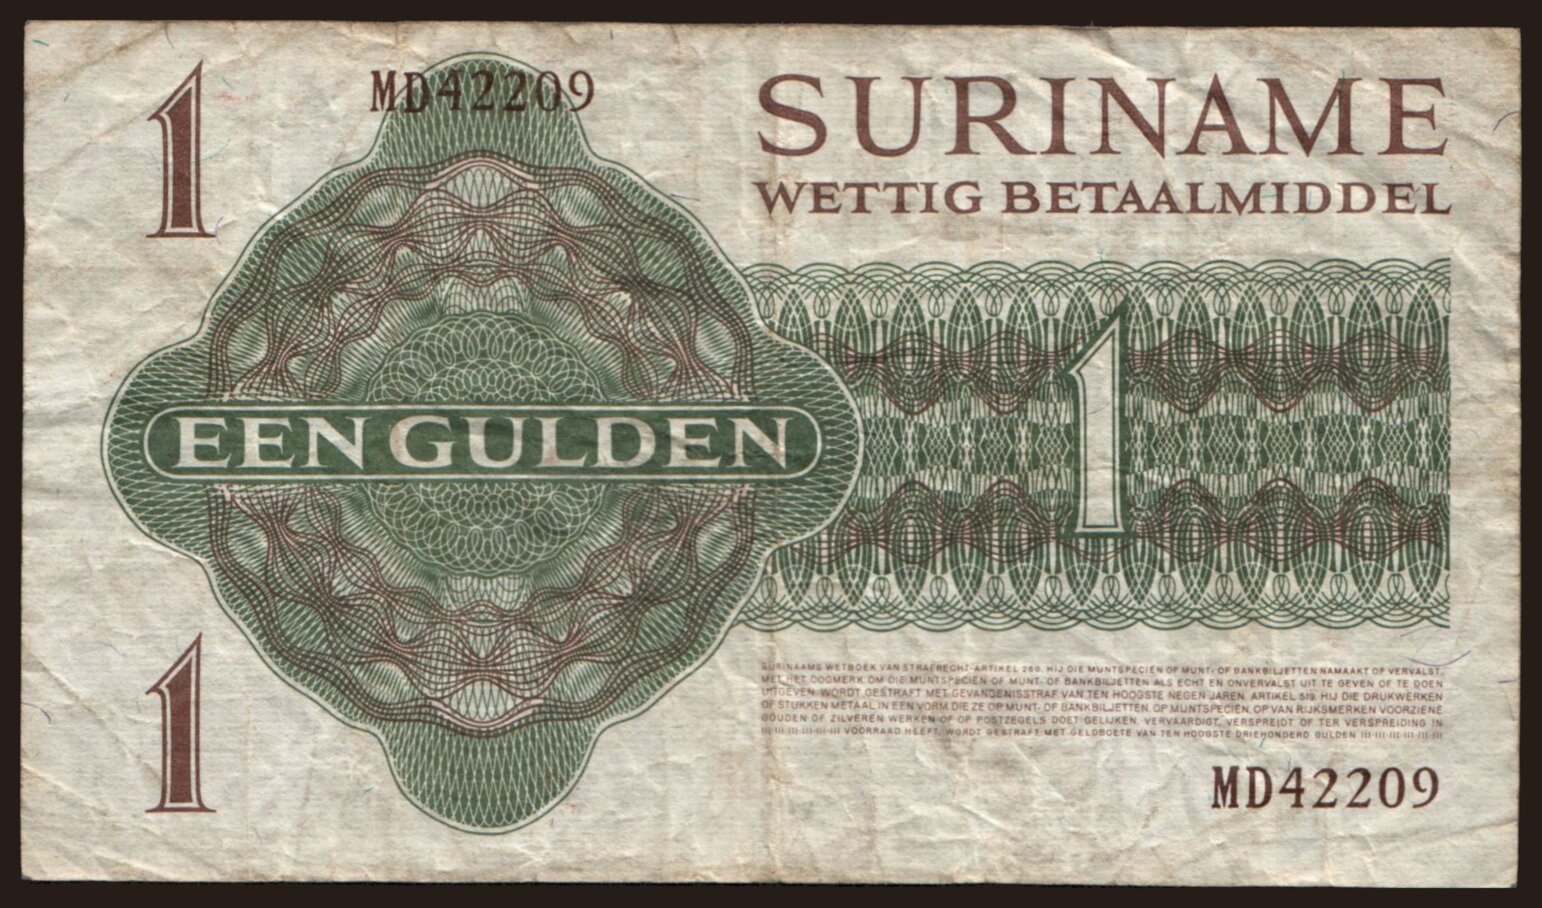 1
MD42209
SURINAME
WETTIG BETAALMIDDEL
EEN GULDEN
1
SURINAAMS WETBOEK VAN STRAFRECHT-ARTIKEL 260. HIJ DIE MUNTSPECIËN OF MUNT- OF BANKBILJETTEN NAMAAKT OF VERVALST,
MET HET OOGMERK OM DIE MUNTSPECIËN OF MUNT- OF BANKBILJETTEN ALS ECHT EN ONVERVALST UIT TE GEVEN OF TE DOEN
UITGEVEN WORDT GESTRAFT MET GEVANGENISSTRAF VAN TEN HOOGSTE NEGEN JAREN. ARTIKEL 519. HIJ DIE DRUKWERKEN
OF STUKKEN METAAL IN EEN VORM DIE ZE OP MUNT- OF BANKBILJETTEN, OP MUNTSPECIËN, OP VAN RIJKSMERKEN VOORZIENE
GOUDEN OF ZILVEREN WERKEN OF OP POSTZEGELS DOET GELIJKEN, VERVAARDIGT, VERSPREIDT OF TER VERSPREIDING IN
VOORRAAD HEEFT, WORDT GESTRAFT MET GELDBOETE VAN TEN HOOGSTE DRIEHONDERD GULDEN
1
MD42209